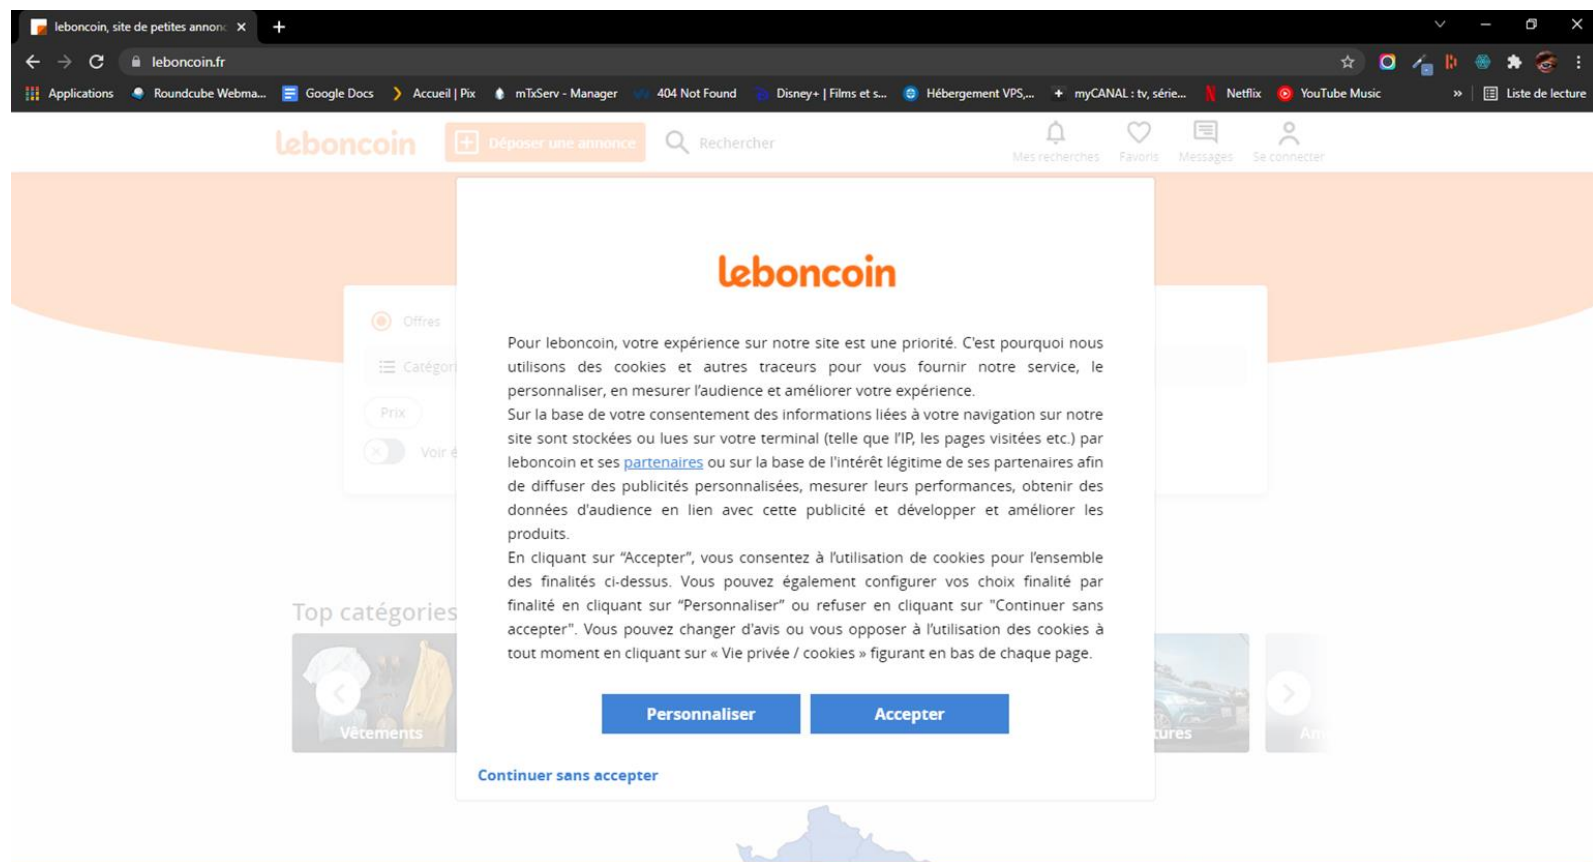 leboncoin, site de petites annonc
leboncoin.fr
Applications Roundcube Webma... Google Docs Accueil | Pix mTxServ - Manager 404 Not Found Disney+ | Films et s... Hébergement VPS,... myCANAL : tv, série... Netflix YouTube Music » Liste de lecture
leboncoin Déposer une annonce Rechercher Mes recherches Favoris Messages Se connecter
leboncoin
Offres
Pour leboncoin, votre expérience sur notre site est une priorité. C'est pourquoi nous
utilisons des cookies et autres traceurs pour vous fournir notre service, le
personnaliser, en mesurer l’audience et améliorer votre expérience.
Sur la base de votre consentement des informations liées à votre navigation sur notre
site sont stockées ou lues sur votre terminal (telle que l’IP, les pages visitées etc.) par
leboncoin et ses partenaires ou sur la base de l'intérêt légitime de ses partenaires afin
de diffuser des publicités personnalisées, mesurer leurs performances, obtenir des
données d'audience en lien avec cette publicité et développer et améliorer les
produits.
En cliquant sur “Accepter”, vous consentez à l’utilisation de cookies pour l’ensemble
des finalités ci-dessus. Vous pouvez également configurer vos choix finalité par
finalité en cliquant sur “Personnaliser” ou refuser en cliquant sur "Continuer sans
accepter". Vous pouvez changer d'avis ou vous opposer à l’utilisation des cookies à
tout moment en cliquant sur « Vie privée / cookies » figurant en bas de chaque page.
Catégori
Prix
Voir é
Top catégories
Vêtements
tures
Am
Personnaliser Accepter
Continuer sans accepter